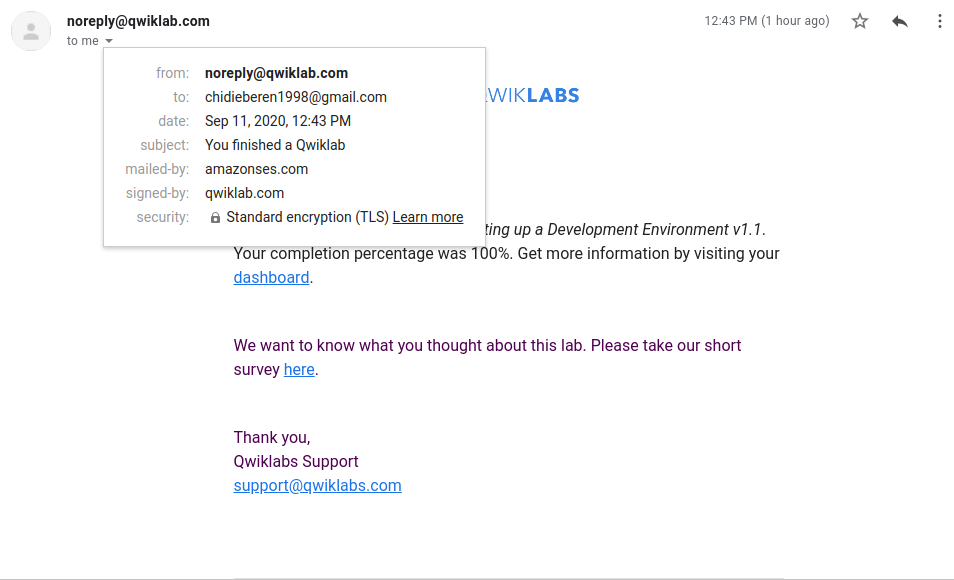 noreply@qwiklab.com 12:43 PM (1 hour ago)
to me
from: noreply@qwiklab.com
to: chidieberen1998@gmail.com
date: Sep 11, 2020, 12:43 PM
subject: You finished a Qwiklab
mailed-by: amazonses.com
signed-by: qwiklab.com
security: Standard encryption (TLS) Learn more
WIKLABS
ting up a Development Environment v1.1.
Your completion percentage was 100%. Get more information by visiting your
dashboard.
We want to know what you thought about this lab. Please take our short
survey here.
Thank you,
Qwiklabs Support
support@qwiklabs.com